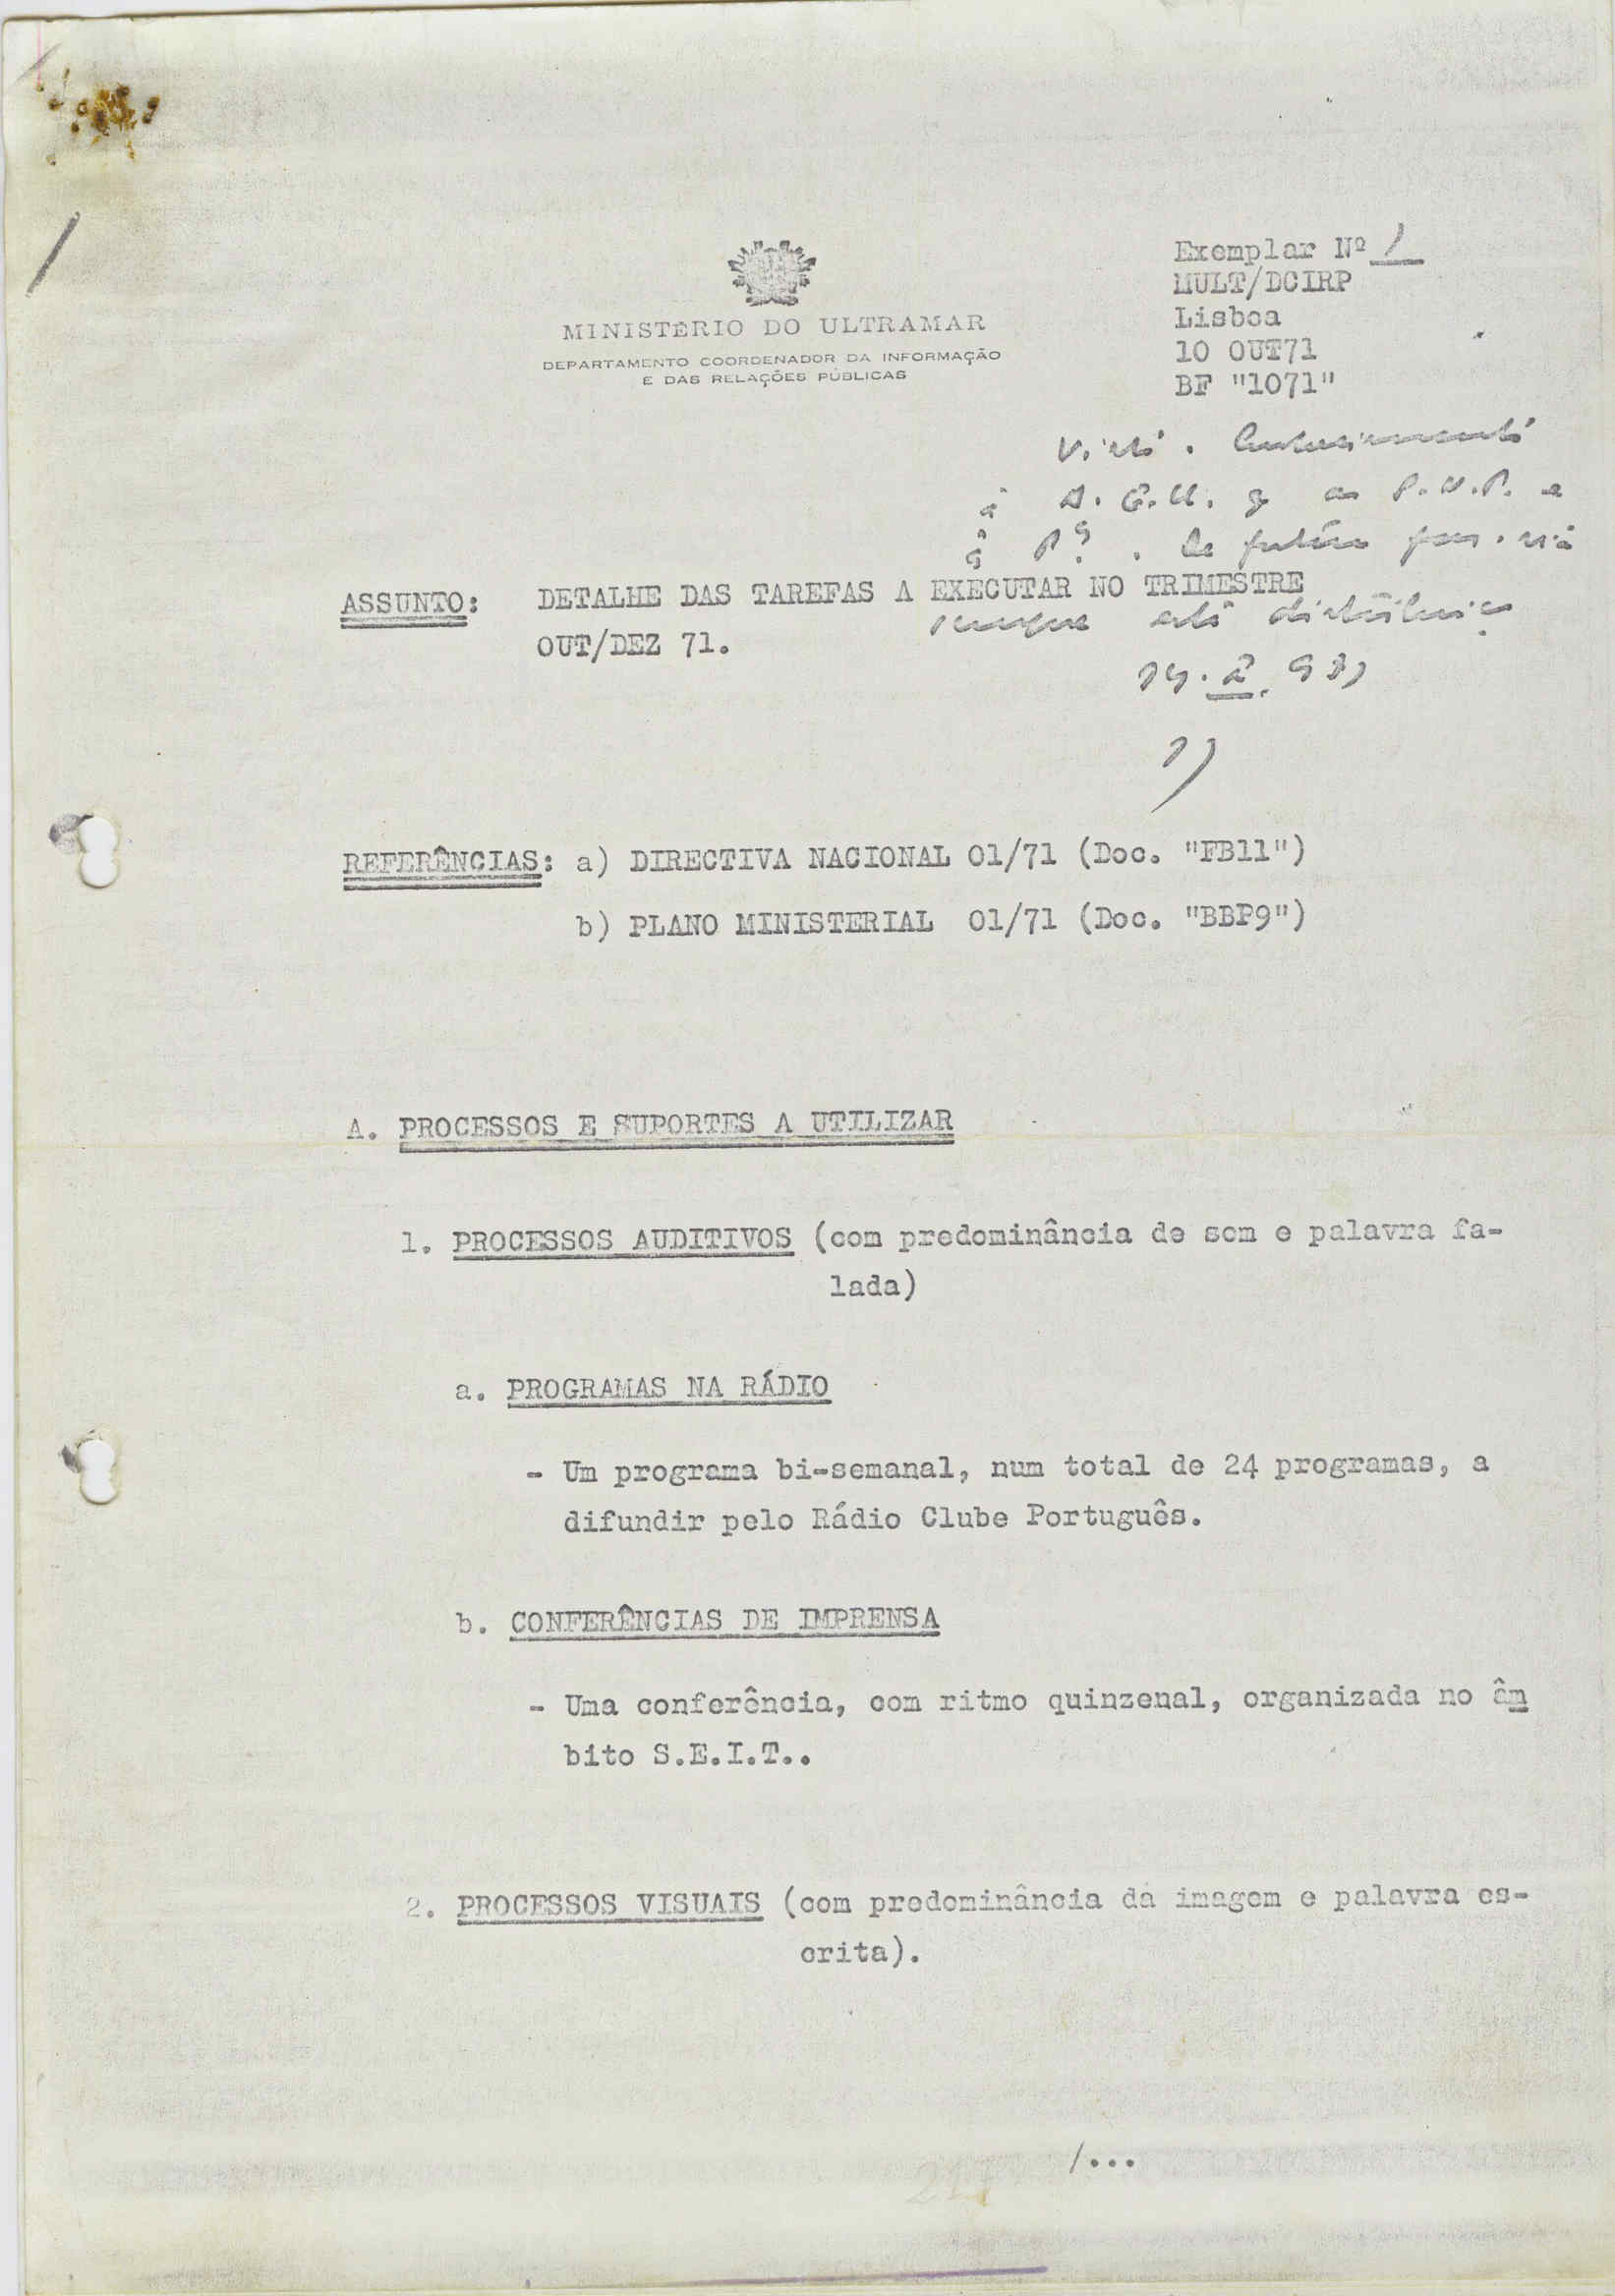 Exemplar Nº 1
MULT/DCIRP
Lisboa
10 OUT71
BF "1071"
MINISTÉRIO DO ULTRAMAR
DEPARTAMENTO COORDENADOR DA INFORMAÇÃO
E DAS RELAÇÕES PÚBLICAS
Visto.
ASSUNTO: DETALHE DAS TAREFAS A EXECUTAR NO TRIMESTRE
OUT/DEZ 71.
REFERÊNCIAS: a) DIRECTIVA NACIONAL 01/71 (Doc. "FB11")
b) PLANO MINISTERIAL 01/71 (Doc. "BBP9")
A. PROCESSOS E SUPORTES A UTILIZAR
1. PROCESSOS AUDITIVOS (com predominância de som e palavra fa-
lada)
a. PROGRAMAS NA RÁDIO
- Um programa bi-semanal, num total de 24 programas, a
difundir pelo Rádio Clube Português.
b. CONFERÊNCIAS DE IMPRENSA
- Uma conferência, com ritmo quinzenal, organizada no âm
bito S.E.I.T..
2. PROCESSOS VISUAIS (com predominância da imagem e palavra es-
crita).
/...